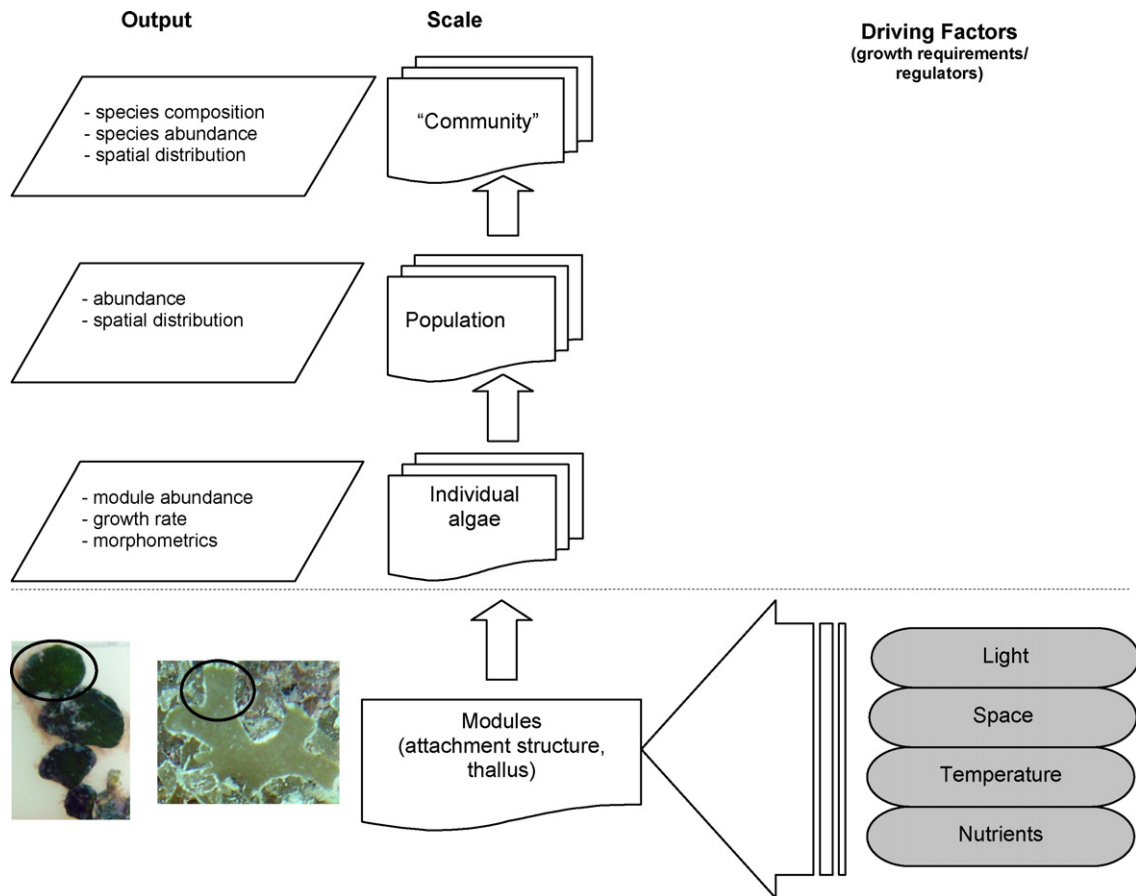 Output
Scale
Driving Factors
(growth requirements/
regulators)
- species composition
- species abundance
- spatial distribution
“Community”
- abundance
- spatial distribution
Population
- module abundance
- growth rate
- morphometrics
Individual
algae
Modules
(attachment structure,
thallus)
Light
Space
Temperature
Nutrients